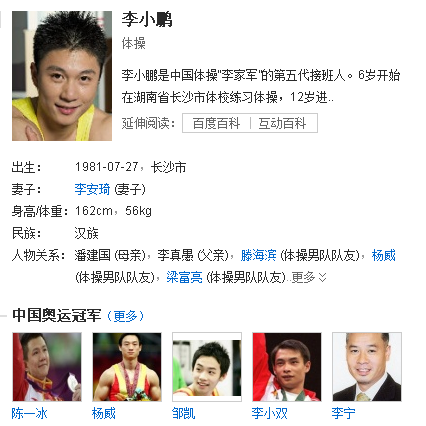 李小鹏
体操
李小鹏是中国体操"李家军"的第五代接班人。6岁开始
在湖南省长沙市体校练习体操，12岁进..
延伸阅读： 百度百科 | 互动百科
出生： 1981-07-27，长沙市
妻子： 李安琦 (妻子)
身高/体重： 162cm，56kg
民族： 汉族
人物关系： 潘建国 (母亲)，李真愚 (父亲)，滕海滨 (体操男队队友)，杨威
(体操男队队友)，梁富亮 (体操男队队友)..更多
中国奥运冠军（更多）
陈一冰 杨威 邹凯 李小双 李宁